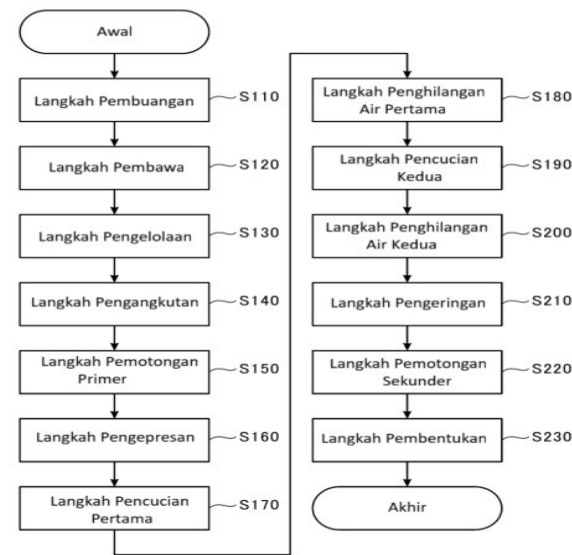 Awal
Langkah Pembuangan S110
Langkah Pembawa S120
Langkah Pengelolaan S130
Langkah Pengangkutan S140
Langkah Pemotongan
Primer S150
Langkah Pengepresan S160
Langkah Pencucian
Pertama S170
Langkah Penghilangan
Air Pertama S180
Langkah Pencucian
Kedua S190
Langkah Penghilangan
Air Kedua S200
Langkah Pengeringan S210
Langkah Pemotongan
Sekunder S220
Langkah Pembentukan S230
Akhir